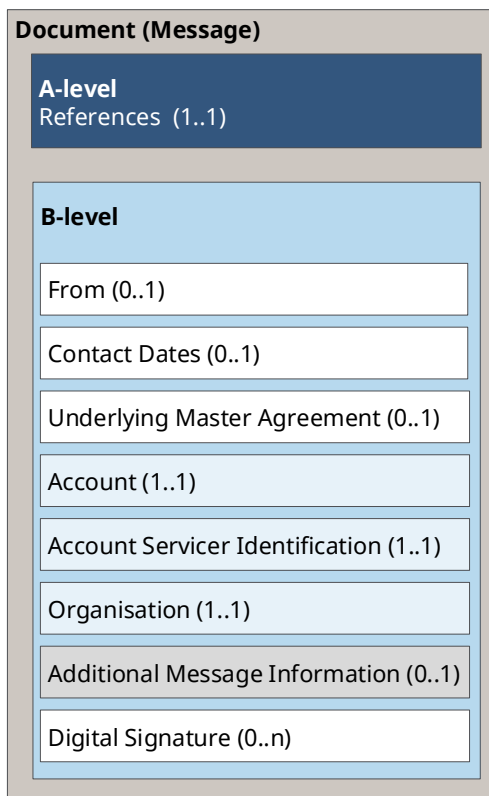 Document (Message)
A-level
References (1..1)
B-level
From (0..1)
Contact Dates (0..1)
Underlying Master Agreement (0..1)
Account (1..1)
Account Servicer Identification (1..1)
Organisation (1..1)
Additional Message Information (0..1)
Digital Signature (0..n)